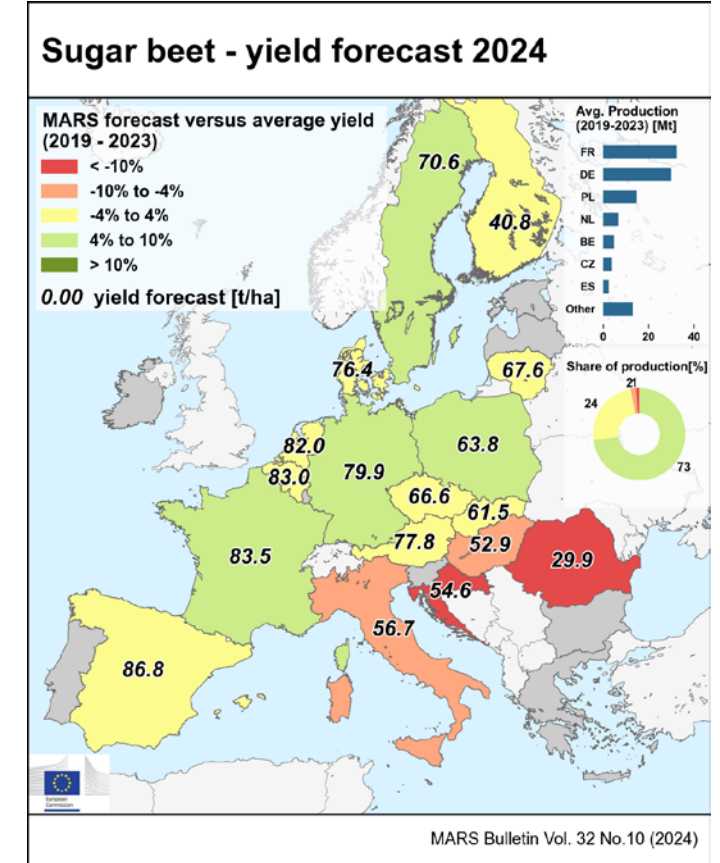 Sugar beet - yield forecast 2024
MARS forecast versus average yield
(2019 - 2023)
< -10%
-10% to -4%
-4% to 4%
4% to 10%
> 10%
0.00 yield forecast [t/ha]
Avg. Production
(2019-2023) [Mt]
FR
DE
PL
NL
BE
CZ
ES
Other
0 20 40
Share of production[%]
21
24
73
70.6
40.8
76.4
67.6
82.0
83.0
79.9
63.8
66.6
61.5
77.8
52.9
83.5
29.9
54.6
56.7
86.8
European
Commission
MARS Bulletin Vol. 32 No.10 (2024)